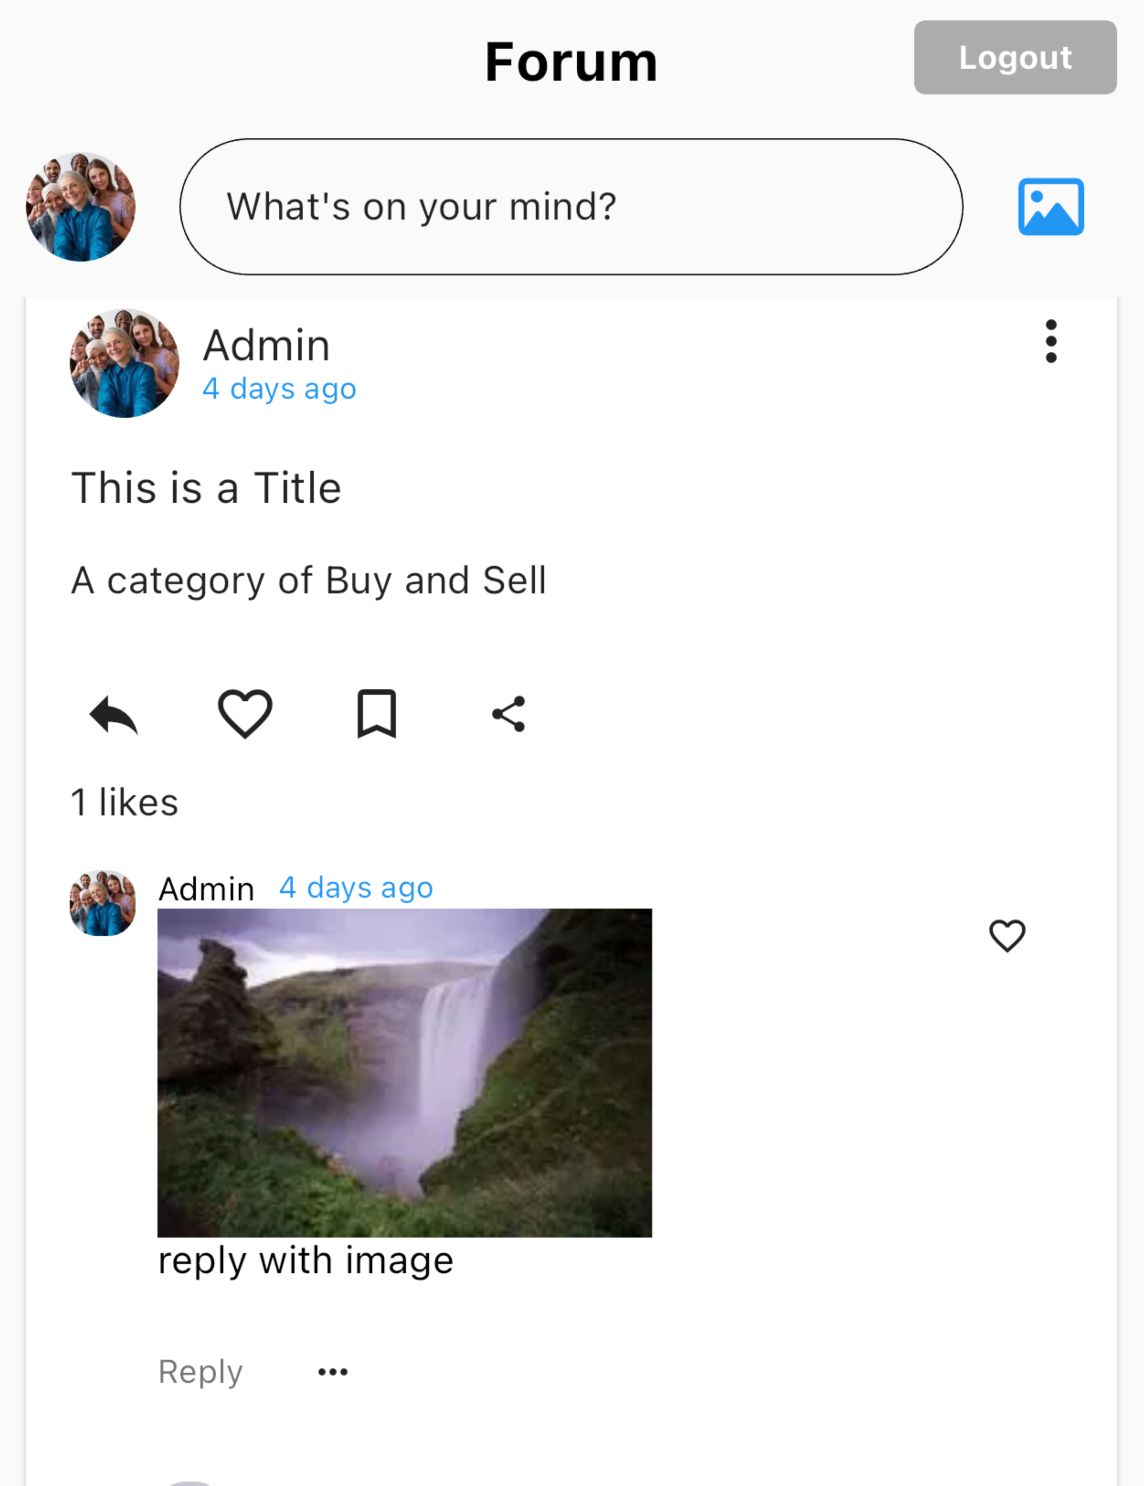 Forum
Logout
What's on your mind?
Admin
4 days ago
This is a Title
A category of Buy and Sell
1 likes
Admin 4 days ago
reply with image
Reply